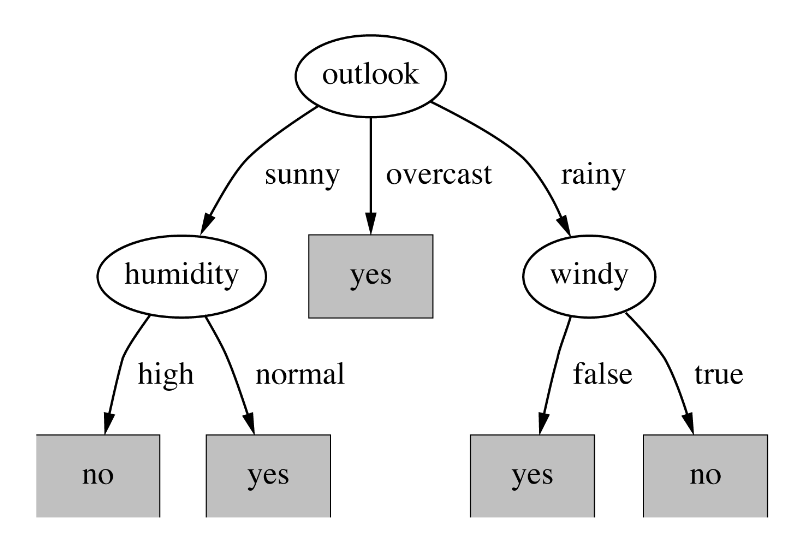 outlook
sunny overcast rainy
humidity yes windy
high normal false true
no yes yes no